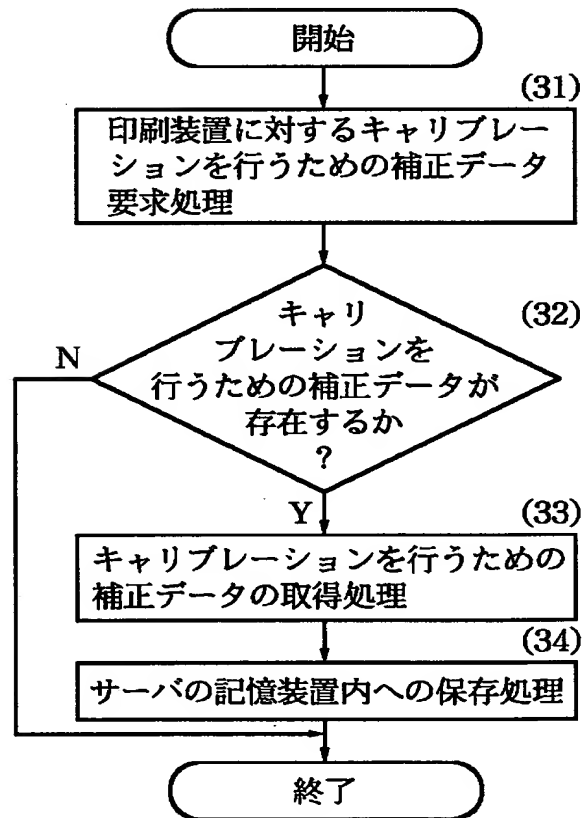 開始
(31)
印刷装置に対するキャリブレー
ションを行うための補正データ
要求処理
(32)
キャリ
ブレーションを
行うための補正データが
存在するか
?
N
Y
(33)
キャリブレーションを行うための
補正データの取得処理
(34)
サーバの記憶装置内への保存処理
終了